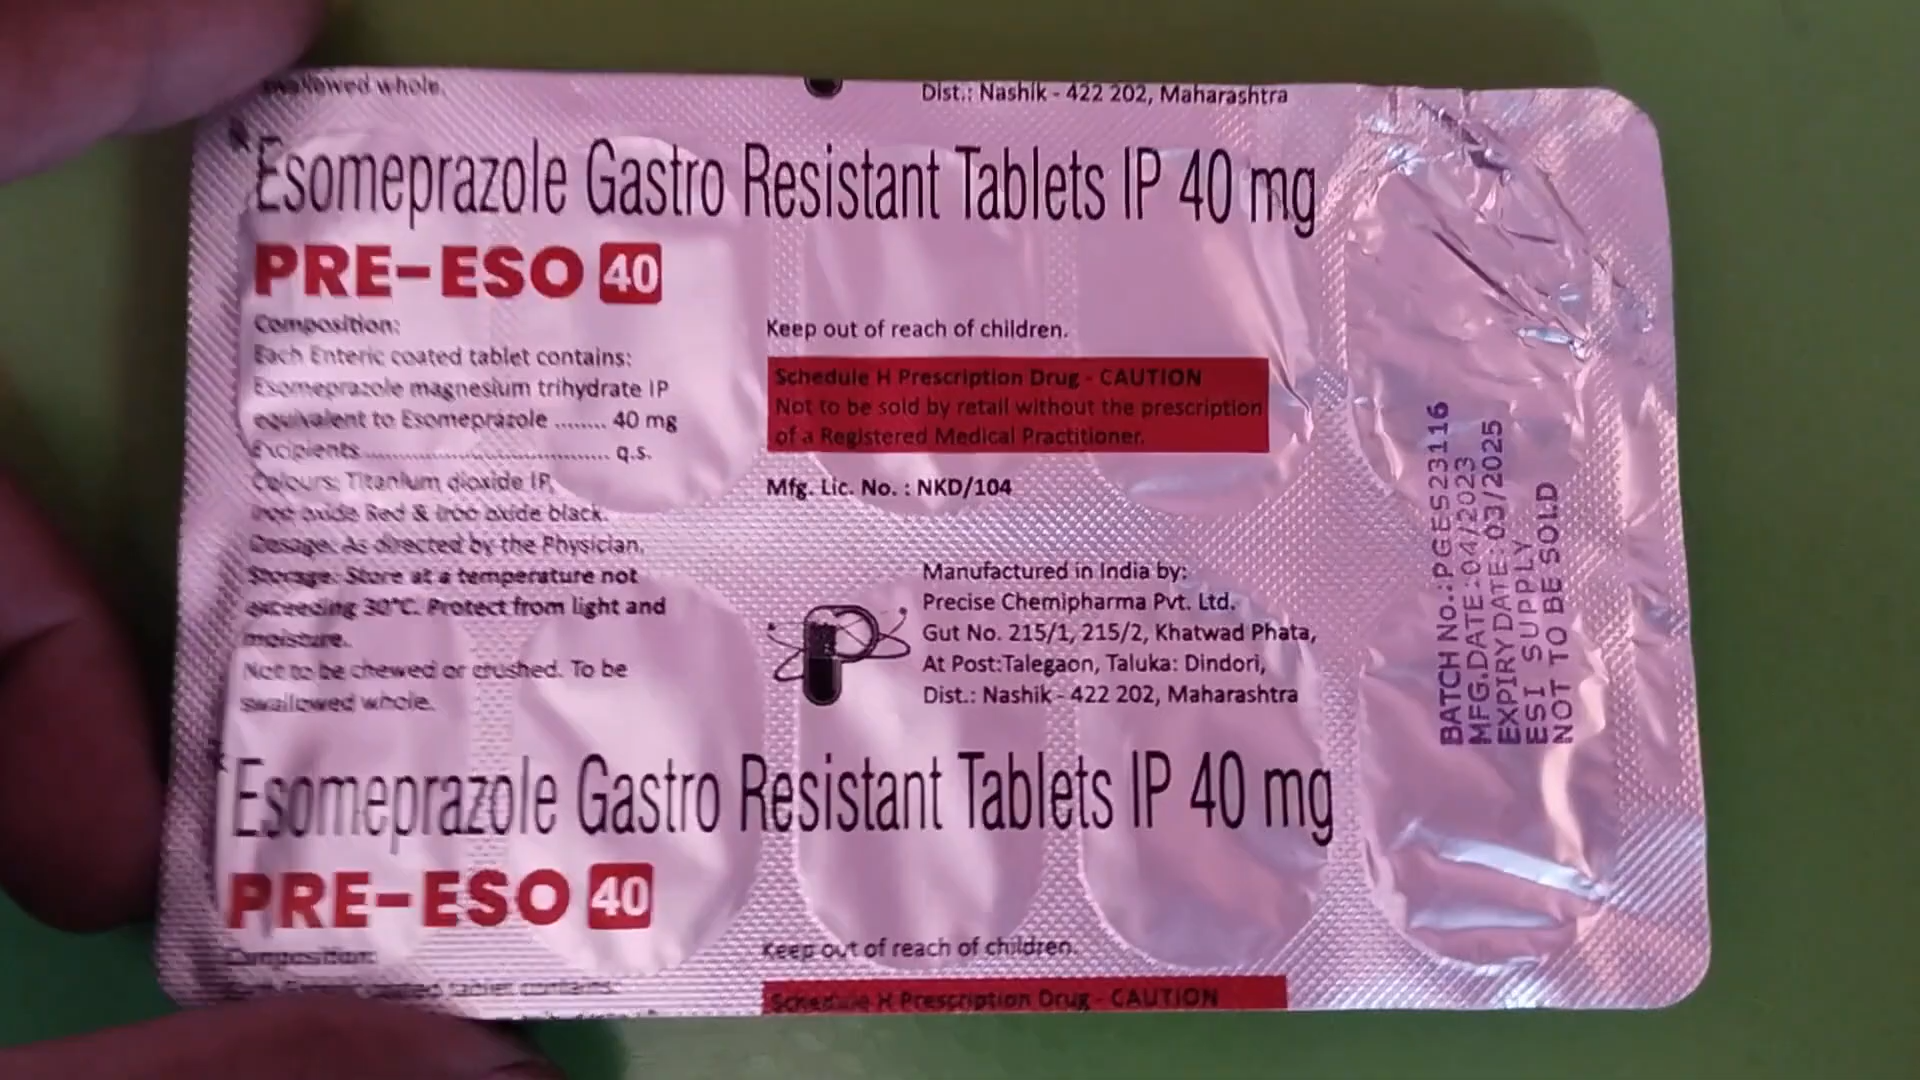 swallowed whole.
Dist.: Nashik - 422 202, Maharashtra
Esomeprazole Gastro Resistant Tablets IP 40 mg
PRE-ESO 40
Composition:
Each Enteric coated tablet contains:
Esomeprazole magnesium trihydrate IP
equivalent to Esomeprazole ........ 40 mg
Excipients........................................ q.s.
Colours: Titanium dioxide IP,
Iron oxide Red & Iron oxide black.
Dosage: As directed by the Physician.
Storage: Store at a temperature not
exceeding 30°C. Protect from light and
moisture.
Not to be chewed or crushed. To be
swallowed whole.
Keep out of reach of children.
Schedule H Prescription Drug - CAUTION
Not to be sold by retail without the prescription
of a Registered Medical Practitioner.
Mfg. Lic. No. : NKD/104
Manufactured in India by:
Precise Chemipharma Pvt. Ltd.
Gut No. 215/1, 215/2, Khatwad Phata,
At Post:Talegaon, Taluka: Dindori,
Dist.: Nashik - 422 202, Maharashtra
BATCH No.:PGES23116
MFG.DATE:04/2023
EXPIRY DATE:03/2025
ESI SUPPLY
NOT TO BE SOLD
Esomeprazole Gastro Resistant Tablets IP 40 mg
PRE-ESO 40
Composition:
Each Enteric coated tablet contains:
Keep out of reach of children.
Schedule H Prescription Drug - CAUTION